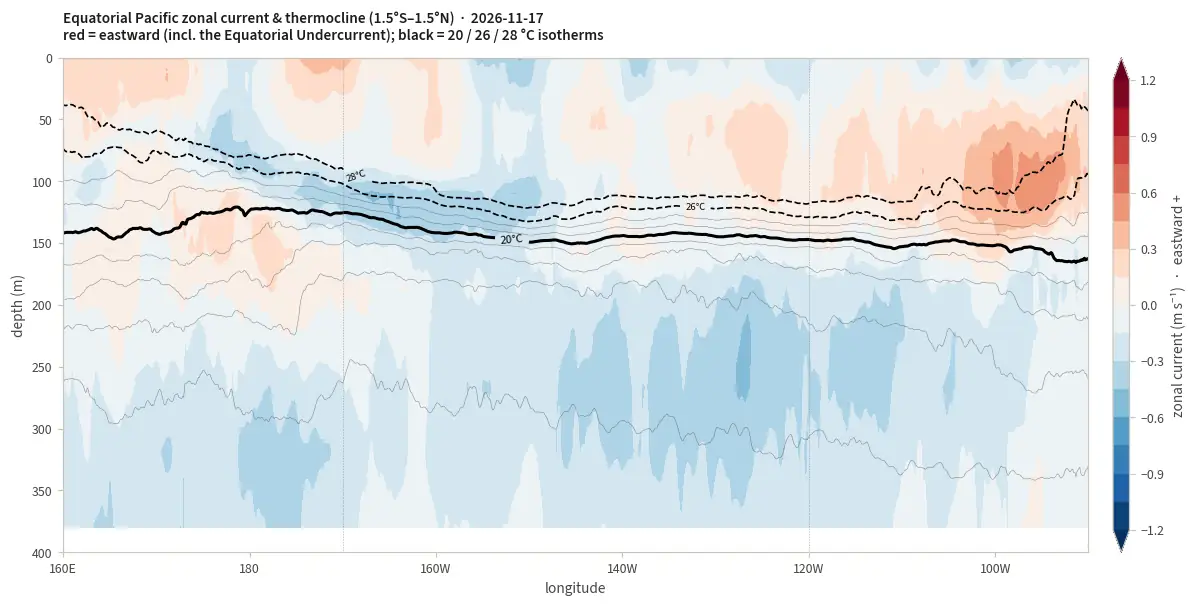 Equatorial Pacific zonal current & thermocline (1.5°S–1.5°N) · 2026-11-17
red = eastward (incl. the Equatorial Undercurrent); black = 20 / 26 / 28 °C isotherms
0
50
100
150
200
250
300
350
400
depth (m)
28°C
26°C
20°C
160E
180
160W
140W
120W
100W
longitude
1.2
0.9
0.6
0.3
0.0
−0.3
−0.6
−0.9
−1.2
zonal current (m s⁻¹) · eastward +